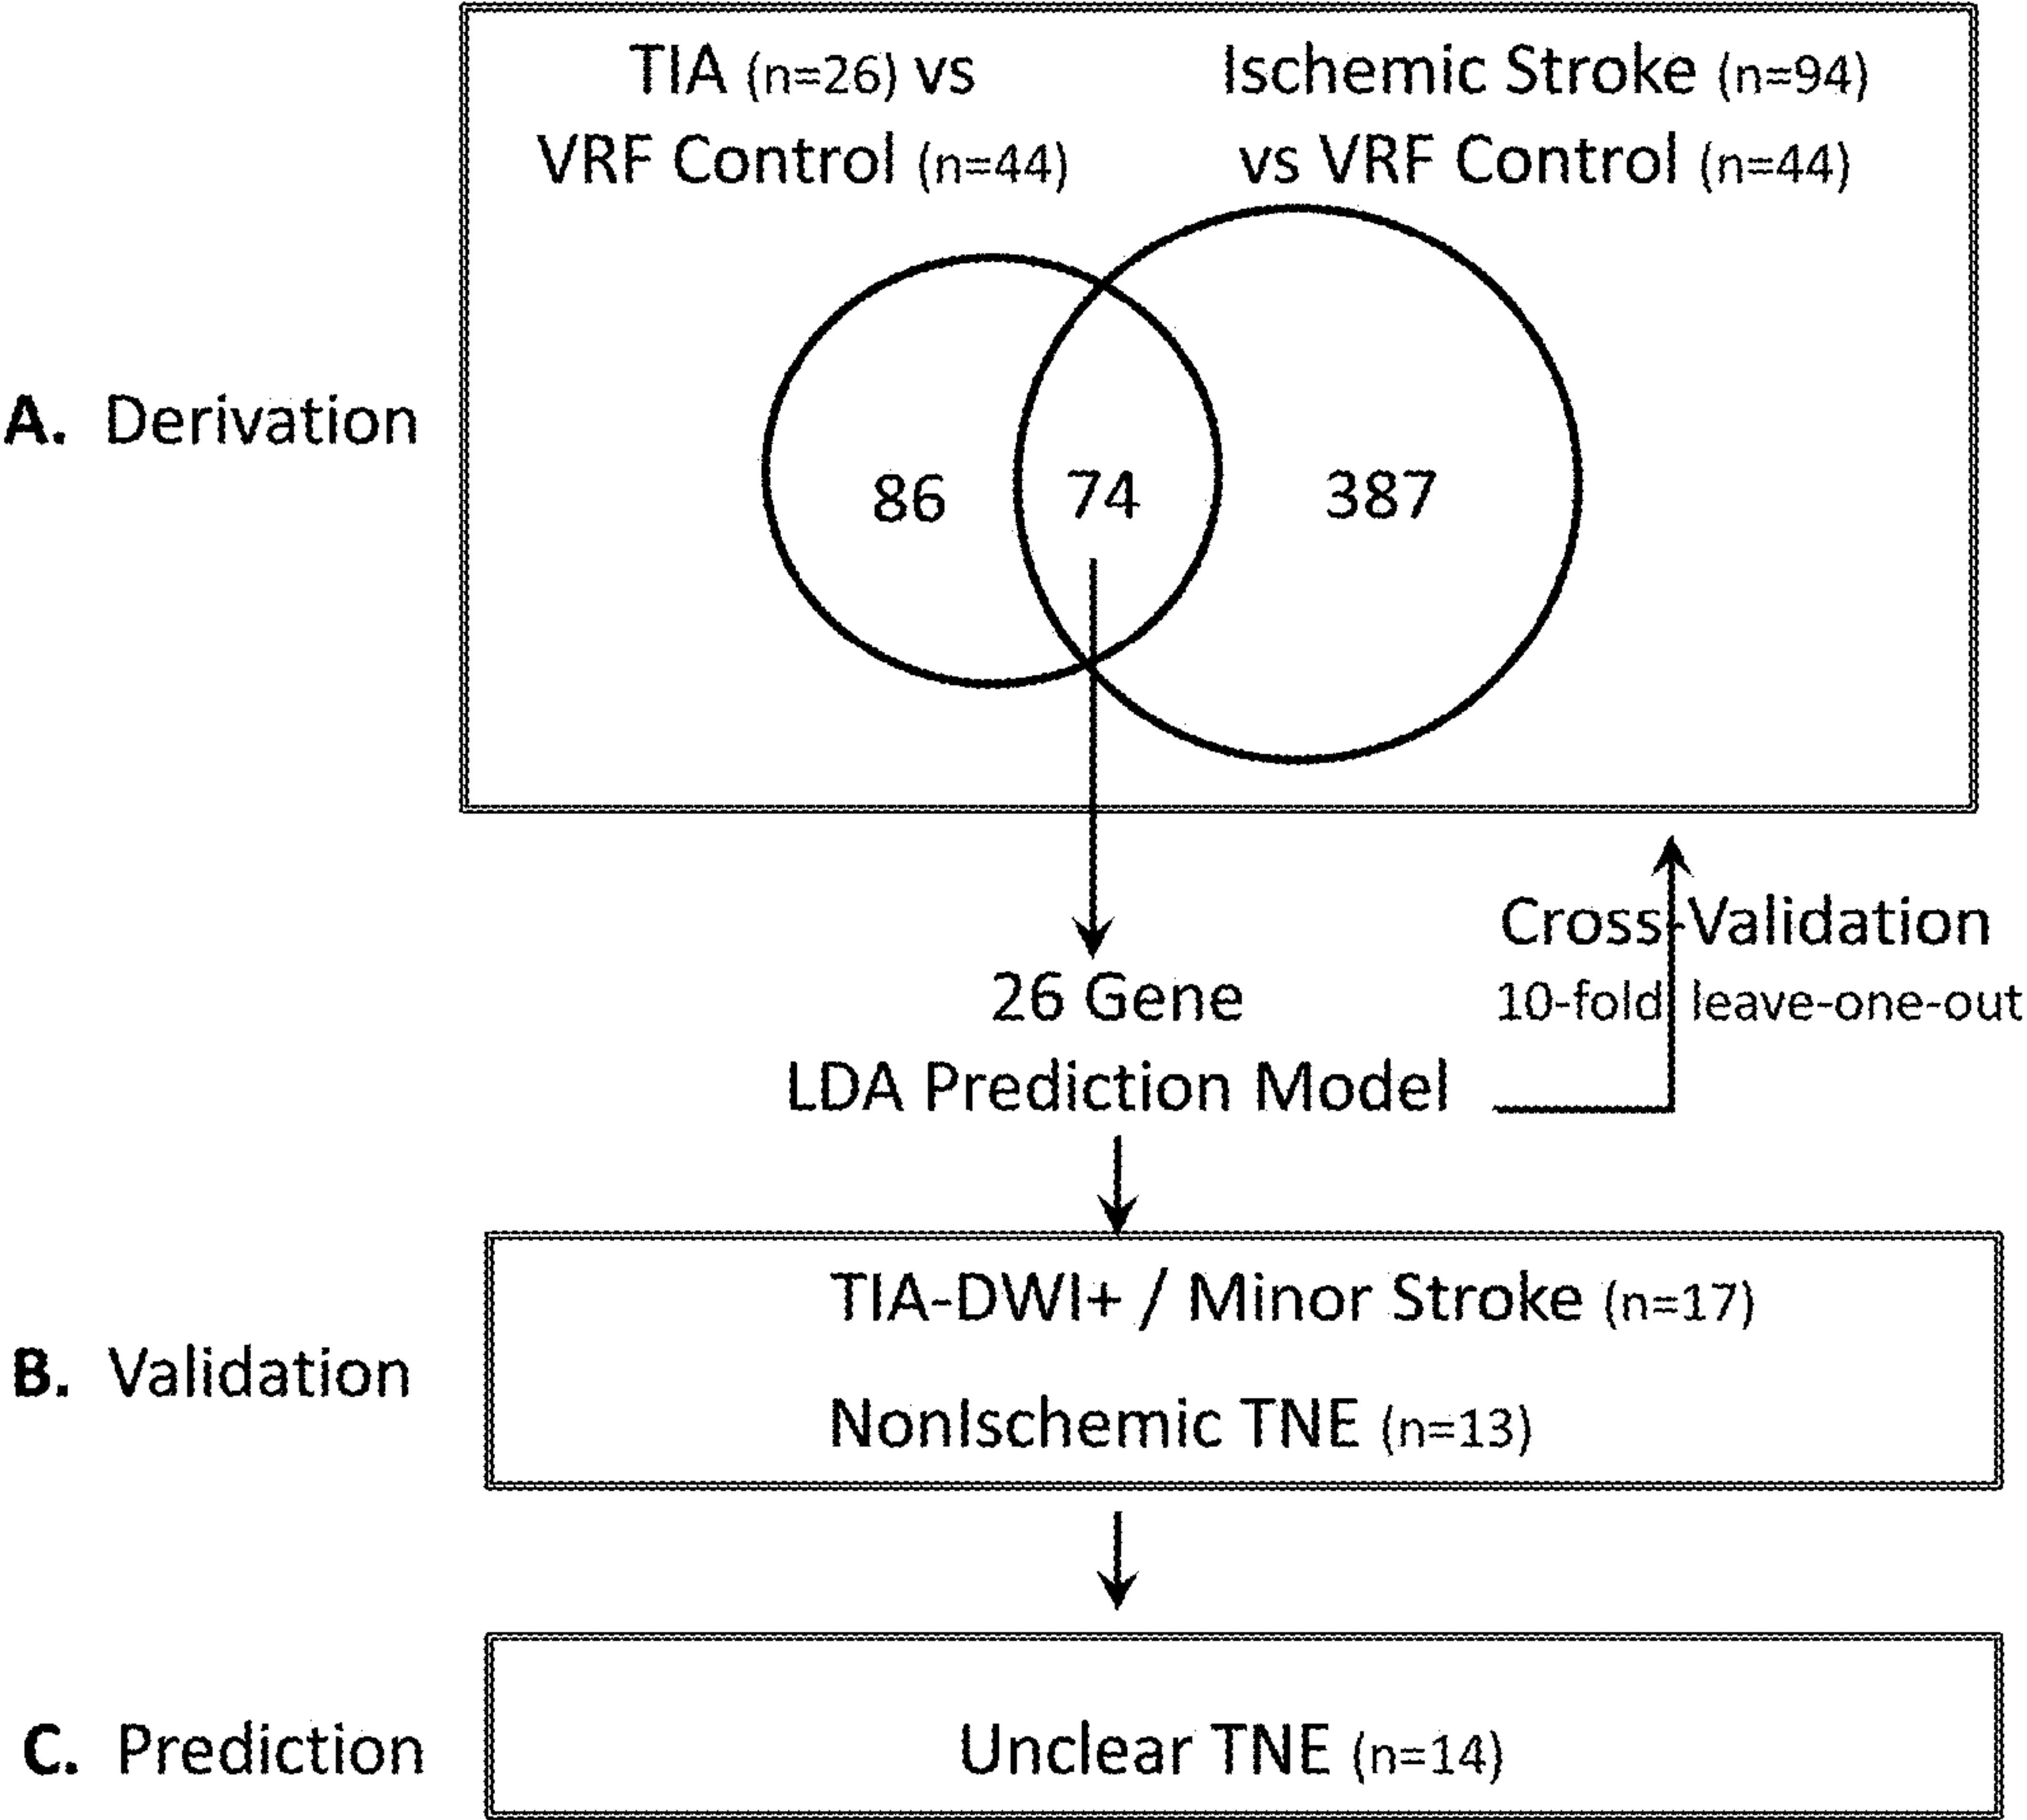 TIA (n=26) vs
VRF Control (n=44)
Ischemic Stroke (n=94)
vs VRF Control (n=44)
A. Derivation
86
74
387
Cross-Validation
10-fold leave-one-out
26 Gene
LDA Prediction Model
B. Validation
TIA-DWI+ / Minor Stroke (n=17)
NonIschemic TNE (n=13)
C. Prediction
Unclear TNE (n=14)